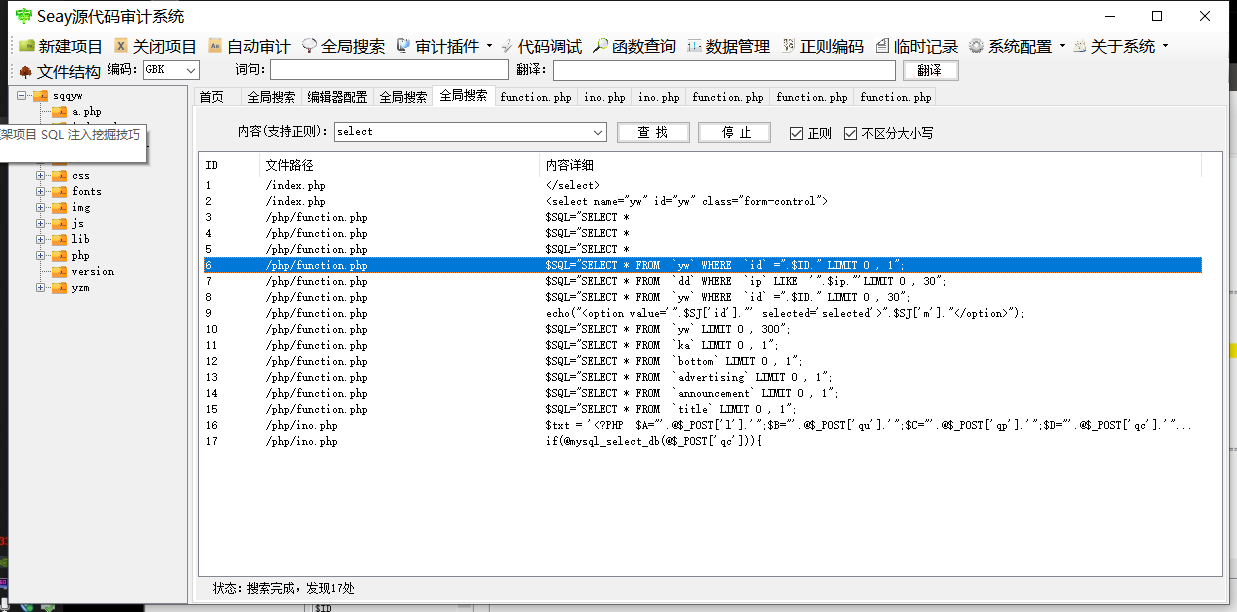 Seay源代码审计系统
新建项目 关闭项目 自动审计 全局搜索 审计插件 代码调试 函数查询 数据管理 正则编码 临时记录 系统配置 关于系统
文件结构 编码: GBK 词句: 翻译: 翻译
首页 全局搜索 编辑器配置 全局搜索 全局搜索 function.php ino.php ino.php function.php function.php function.php
sqqyw
a.php
架项目 SQL 注入挖掘技巧
css
fonts
img
js
lib
php
version
yzm
内容(支持正则): select 查 找 停 止 正则 不区分大小写
ID 文件路径 内容详细
1 /index.php </select>
2 /index.php <select name="yw" id="yw" class="form-control">
3 /php/function.php $SQL="SELECT *
4 /php/function.php $SQL="SELECT *
5 /php/function.php $SQL="SELECT *
6 /php/function.php $SQL="SELECT * FROM `yw` WHERE `id` =".$ID." LIMIT 0 , 1";
7 /php/function.php $SQL="SELECT * FROM `dd` WHERE `ip` LIKE '".$ip."'LIMIT 0 , 30";
8 /php/function.php $SQL="SELECT * FROM `yw` WHERE `id` =".$ID." LIMIT 0 , 30";
9 /php/function.php echo("<option value='".$SJ['id']."' selected='selected'>".$SJ['m']."</option>");
10 /php/function.php $SQL="SELECT * FROM `yw` LIMIT 0 , 300";
11 /php/function.php $SQL="SELECT * FROM `ka` LIMIT 0 , 1";
12 /php/function.php $SQL="SELECT * FROM `bottom` LIMIT 0 , 1";
13 /php/function.php $SQL="SELECT * FROM `advertising` LIMIT 0 , 1";
14 /php/function.php $SQL="SELECT * FROM `announcement` LIMIT 0 , 1";
15 /php/function.php $SQL="SELECT * FROM `title` LIMIT 0 , 1";
16 /php/ino.php $txt = '<?PHP $A="'.@$_POST['l'].'";$B="'.@$_POST['qu'].'";$C="'.@$_POST['qp'].'";$D="'.@$_POST['qc'].'"...
17 /php/ino.php if(@mysql_select_db(@$_POST['qc'])){
状态：搜索完成，发现17处
$ID